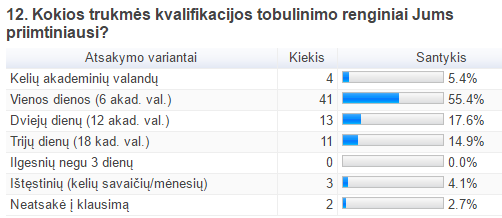 12. Kokios trukmės kvalifikacijos tobulinimo renginiai Jums
priimtiniausi?
Atsakymo variantai Kiekis Santykis
Kelių akademinių valandų 4 5.4%
Vienos dienos (6 akad. val.) 41 55.4%
Dviejų dienų (12 akad. val.) 13 17.6%
Trijų dienų (18 kad. val.) 11 14.9%
Ilgesnių negu 3 dienų 0 0.0%
Ištęstinių (kelių savaičių/mėnesių) 3 4.1%
Neatsakė į klausimą 2 2.7%